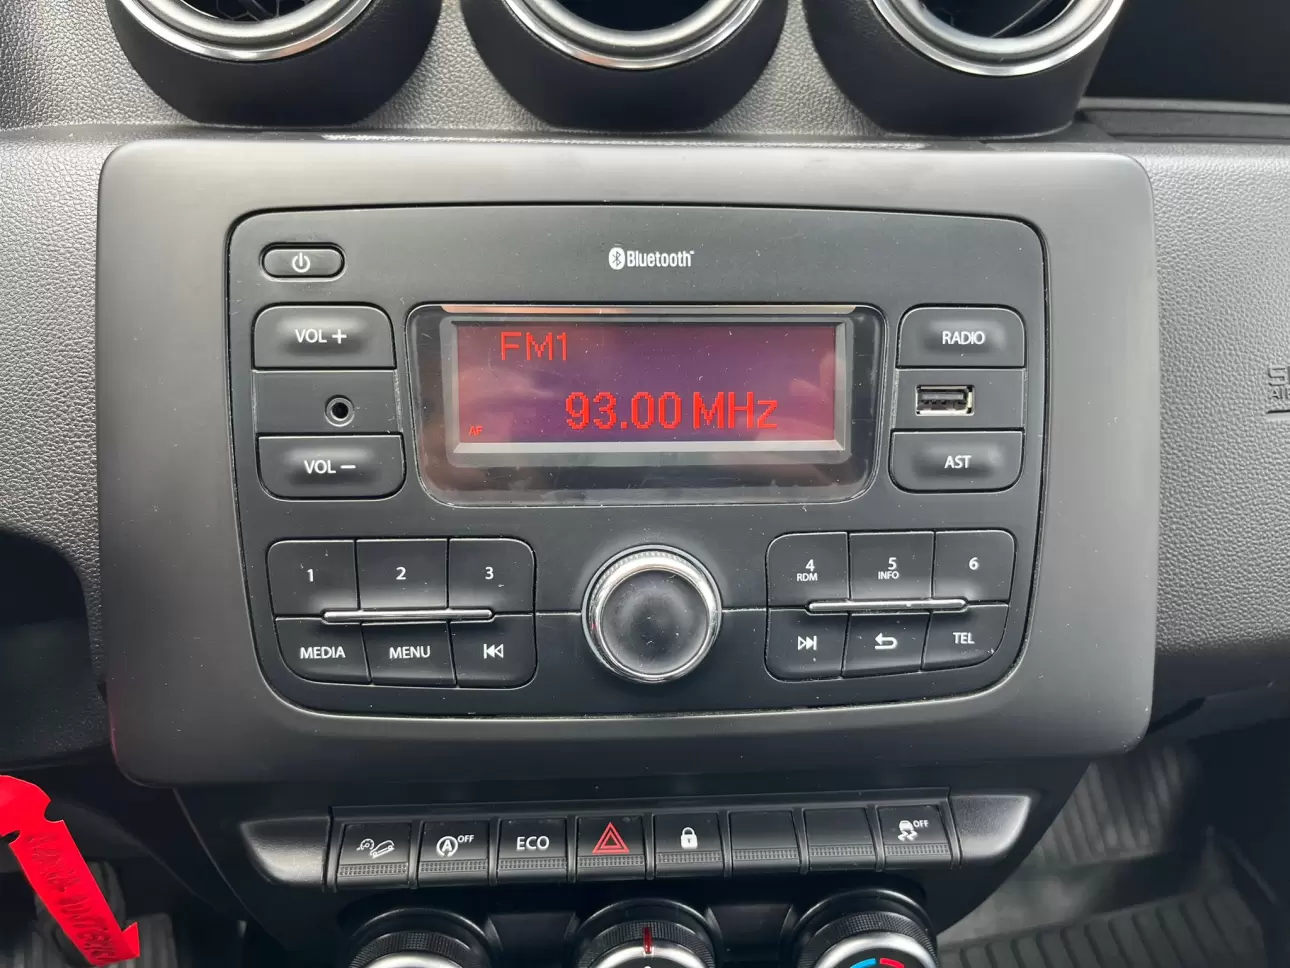 Bluetooth
VOL +
FM1
RADIO
93.00 MHz
AF
VOL −
AST
1
2
3
4
RDM
5
INFO
6
MEDIA
MENU
TEL
OFF
ECO
OFF